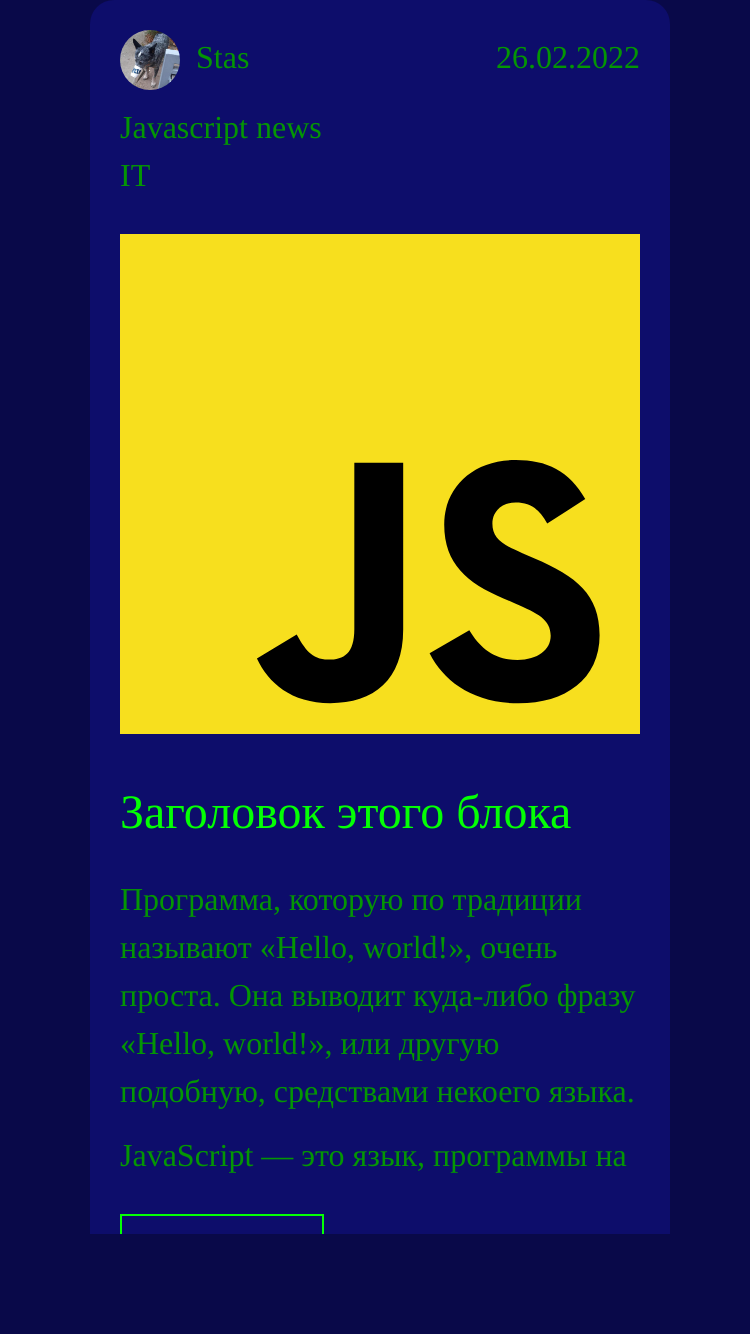 Stas 26.02.2022
Javascript news
IT
JS
Заголовок этого блока
Программа, которую по традиции
называют «Hello, world!», очень
проста. Она выводит куда-либо фразу
«Hello, world!», или другую
подобную, средствами некоего языка.
JavaScript — это язык, программы на